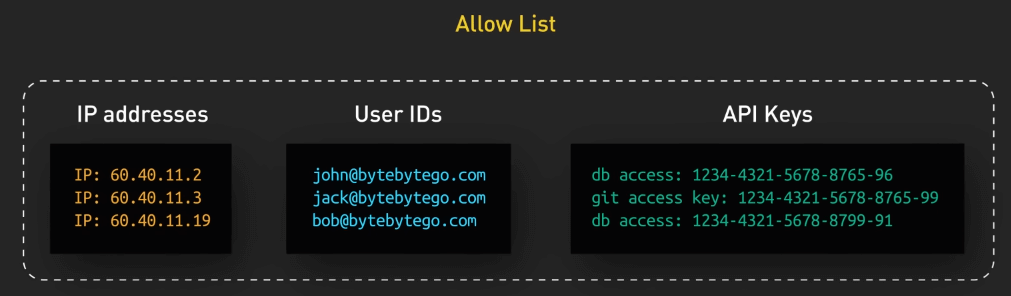 Allow List
IP addresses
IP: 60.40.11.2
IP: 60.40.11.3
IP: 60.40.11.19
User IDs
john@bytebytego.com
jack@bytebytego.com
bob@bytebytego.com
API Keys
db access: 1234-4321-5678-8765-96
git access key: 1234-4321-5678-8765-99
db access: 1234-4321-5678-8799-91